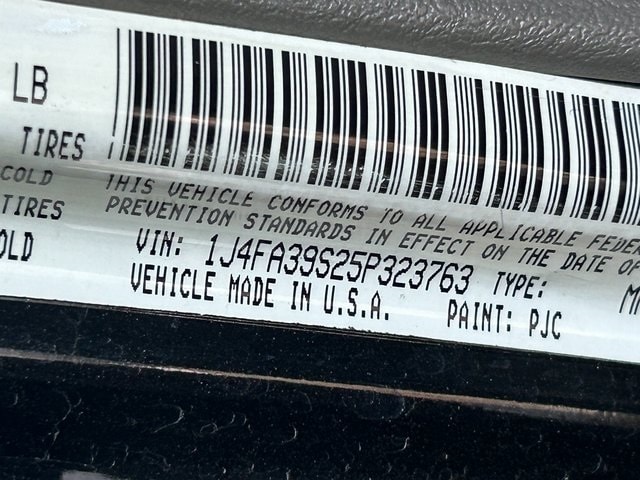 LB
TIRES
COLD
TIRES
OLD
THIS VEHICLE CONFORMS TO ALL APPLICABLE FEDER
PREVENTION STANDARDS IN EFFECT ON THE DATE OF
VIN: 1J4FA39S25P323763 TYPE:
VEHICLE MADE IN U.S.A. PAINT: PJC